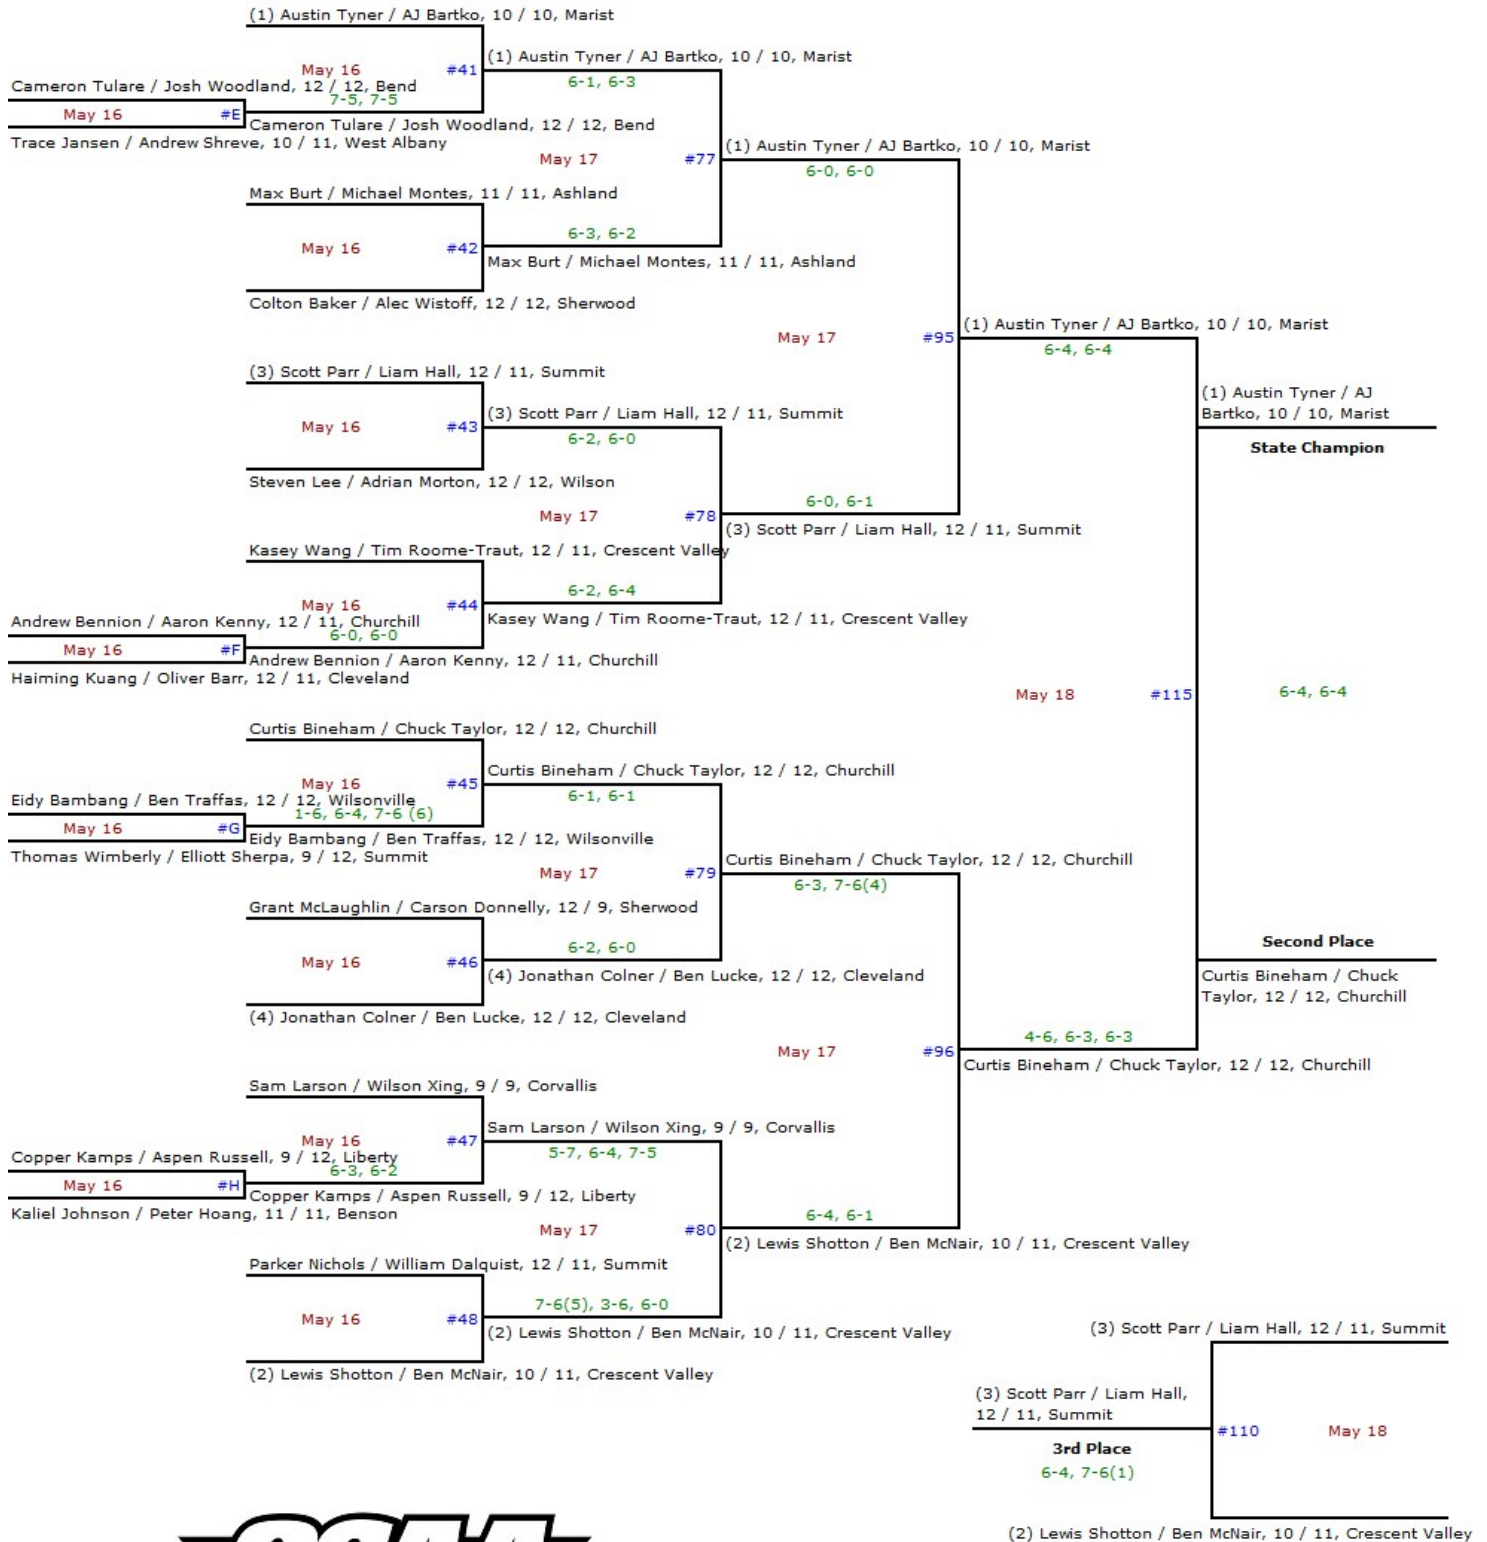 (1) Austin Tyner / AJ Bartko, 10 / 10, Marist
(1) Austin Tyner / AJ Bartko, 10 / 10, Marist
May 16 #41
6-1, 6-3
Cameron Tulare / Josh Woodland, 12 / 12, Bend
7-5, 7-5
May 16 #E
Cameron Tulare / Josh Woodland, 12 / 12, Bend
Trace Jansen / Andrew Shreve, 10 / 11, West Albany
(1) Austin Tyner / AJ Bartko, 10 / 10, Marist
May 17 #77
6-0, 6-0
Max Burt / Michael Montes, 11 / 11, Ashland
6-3, 6-2
May 16 #42
Max Burt / Michael Montes, 11 / 11, Ashland
Colton Baker / Alec Wistoff, 12 / 12, Sherwood
(1) Austin Tyner / AJ Bartko, 10 / 10, Marist
May 17 #95
6-4, 6-4
(3) Scott Parr / Liam Hall, 12 / 11, Summit
(1) Austin Tyner / AJ
Bartko, 10 / 10, Marist
(3) Scott Parr / Liam Hall, 12 / 11, Summit
May 16 #43
6-2, 6-0
State Champion
Steven Lee / Adrian Morton, 12 / 12, Wilson
6-0, 6-1
May 17 #78
(3) Scott Parr / Liam Hall, 12 / 11, Summit
Kasey Wang / Tim Roome-Traut, 12 / 11, Crescent Valley
6-2, 6-4
May 16 #44
Kasey Wang / Tim Roome-Traut, 12 / 11, Crescent Valley
Andrew Bennion / Aaron Kenny, 12 / 11, Churchill
6-0, 6-0
May 16 #F
Andrew Bennion / Aaron Kenny, 12 / 11, Churchill
Haiming Kuang / Oliver Barr, 12 / 11, Cleveland
May 18 #115
6-4, 6-4
Curtis Bineham / Chuck Taylor, 12 / 12, Churchill
Curtis Bineham / Chuck Taylor, 12 / 12, Churchill
May 16 #45
6-1, 6-1
Eidy Bambang / Ben Traffas, 12 / 12, Wilsonville
1-6, 6-4, 7-6 (6)
May 16 #G
Eidy Bambang / Ben Traffas, 12 / 12, Wilsonville
Thomas Wimberly / Elliott Sherpa, 9 / 12, Summit
Curtis Bineham / Chuck Taylor, 12 / 12, Churchill
May 17 #79
6-3, 7-6(4)
Grant McLaughlin / Carson Donnelly, 12 / 9, Sherwood
6-2, 6-0
Second Place
May 16 #46
(4) Jonathan Colner / Ben Lucke, 12 / 12, Cleveland
Curtis Bineham / Chuck
Taylor, 12 / 12, Churchill
(4) Jonathan Colner / Ben Lucke, 12 / 12, Cleveland
4-6, 6-3, 6-3
May 17 #96
Curtis Bineham / Chuck Taylor, 12 / 12, Churchill
Sam Larson / Wilson Xing, 9 / 9, Corvallis
Sam Larson / Wilson Xing, 9 / 9, Corvallis
May 16 #47
5-7, 6-4, 7-5
Copper Kamps / Aspen Russell, 9 / 12, Liberty
6-3, 6-2
May 16 #H
Copper Kamps / Aspen Russell, 9 / 12, Liberty
Kaliel Johnson / Peter Hoang, 11 / 11, Benson
6-4, 6-1
May 17 #80
(2) Lewis Shotton / Ben McNair, 10 / 11, Crescent Valley
Parker Nichols / William Dalquist, 12 / 11, Summit
7-6(5), 3-6, 6-0
May 16 #48
(2) Lewis Shotton / Ben McNair, 10 / 11, Crescent Valley
(2) Lewis Shotton / Ben McNair, 10 / 11, Crescent Valley
(3) Scott Parr / Liam Hall, 12 / 11, Summit
(3) Scott Parr / Liam Hall,
12 / 11, Summit
#110 May 18
3rd Place
6-4, 7-6(1)
(2) Lewis Shotton / Ben McNair, 10 / 11, Crescent Valley